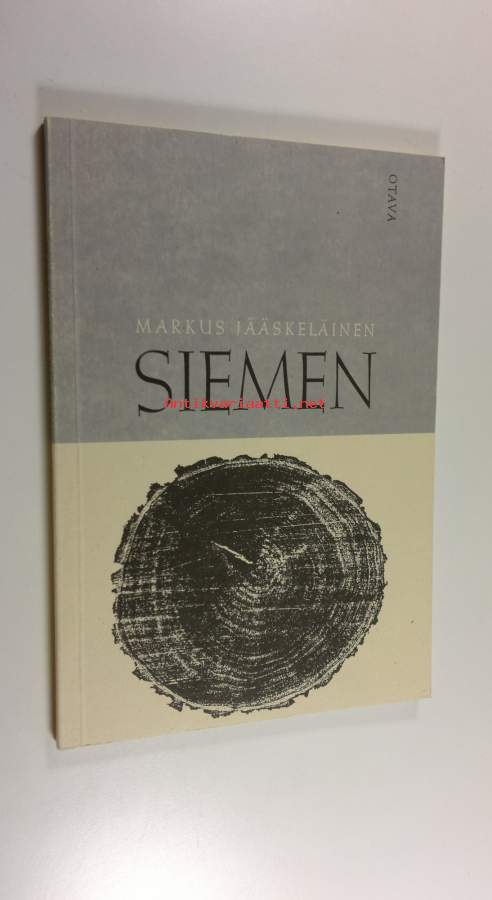 OTAVA
MARKUS JÄÄSKELÄINEN
SIEMEN
antikvariaatti.net